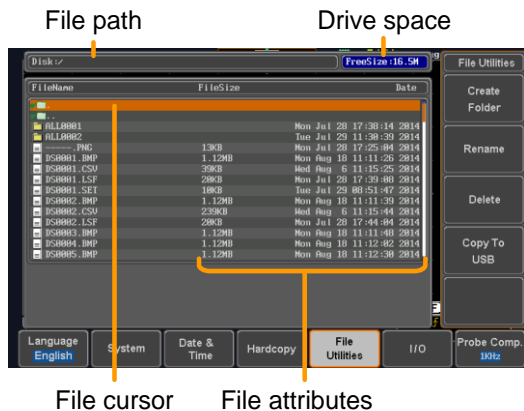 File path Drive space
Disk:/ FreeSize:16.5M File Utilities
FileName FileSize Date
.
..
ALL0001 Mon Jul 28 17:38:14 2014
ALL0002 Tue Jul 29 11:30:39 2014
-----.PNG 13KB Mon Jul 28 17:25:04 2014
DS0001.BMP 1.12MB Mon Aug 18 11:11:26 2014
DS0001.CSV 39KB Wed Aug 6 11:15:25 2014
DS0001.LSF 20KB Mon Jul 28 17:39:08 2014
DS0001.SET 10KB Tue Jul 29 08:51:47 2014
DS0002.BMP 1.12MB Mon Aug 18 11:11:39 2014
DS0002.CSV 239KB Wed Aug 6 11:15:44 2014
DS0002.LSF 20KB Mon Jul 28 17:44:04 2014
DS0003.BMP 1.12MB Mon Aug 18 11:11:48 2014
DS0004.BMP 1.12MB Mon Aug 18 11:12:02 2014
DS0005.BMP 1.12MB Mon Aug 18 11:12:30 2014
Create
Folder
Rename
Delete
Copy To
USB
Language
English
System
Date &
Time
Hardcopy
File
Utilities
I/O
Probe Comp.
1KHz
File cursor File attributes